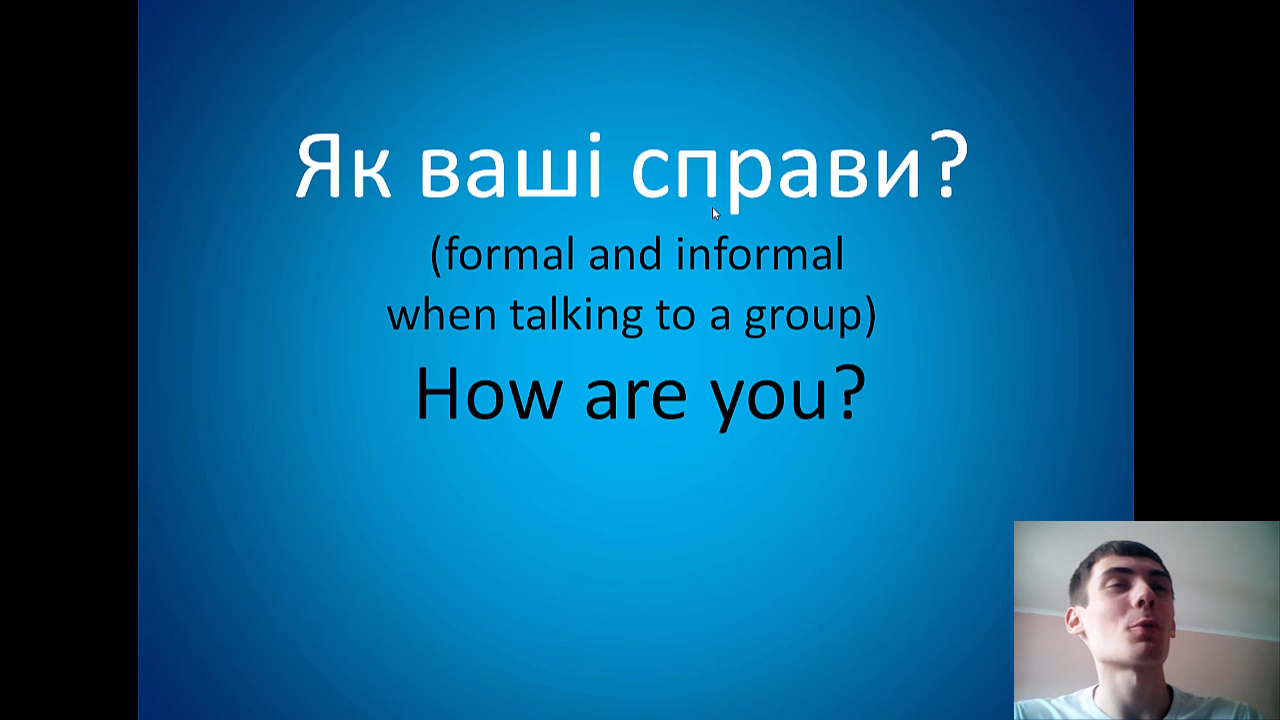 Як ваші справи?
(formal and informal
when talking to a group)
How are you?